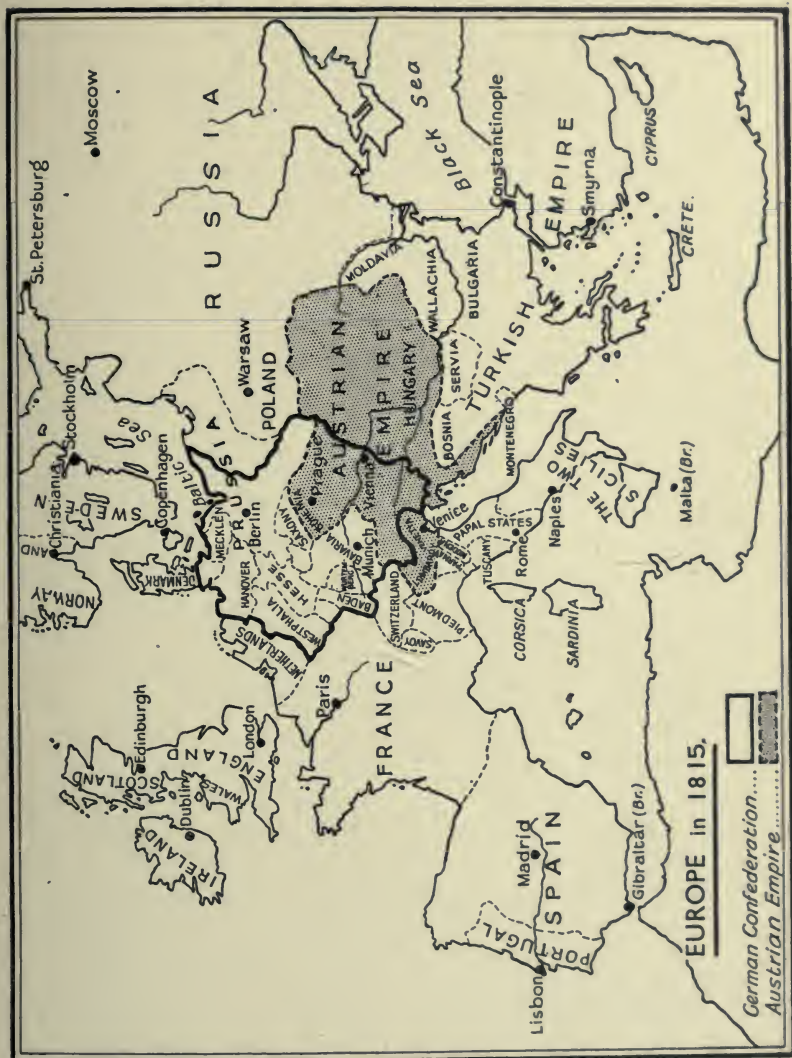 St. Petersburg
Moscow
RUSSIA
Christiania
Stockholm
NORWAY
AND
SWEDEN
Sea
Baltic
Copenhagen
DENMARK
Edinburgh
SCOTLAND
ENGLAND
WALES
London
Dublin
IRELAND
MECKLEN
PRUSSIA
Berlin
HANOVER
NETHERLANDS
WESTPHALIA
HESSE
SAXONY
Warsaw
POLAND
Prague
BOHEMIA
AUSTRIAN
EMPIRE
HUNGARY
Vienna
BAVARIA
Munich
BADEN
SWITZERLAND
Paris
FRANCE
SAVOY
PIEDMONT
Venice
MODENA
TUSCANY
PAPAL STATES
Rome
Naples
THE TWO
SICILIES
CORSICA
SARDINIA
Malta (Br.)
MOLDAVIA
WALLACHIA
BULGARIA
SERVIA
BOSNIA
MONTENEGRO
TURKISH
EMPIRE
Black Sea
Constantinople
Smyrna
CYPRUS
CRETE.
SPAIN
Madrid
PORTUGAL
Lisbon
Gibraltar (Br.)
EUROPE in 1815.
German Confederation....
Austrian Empire.........